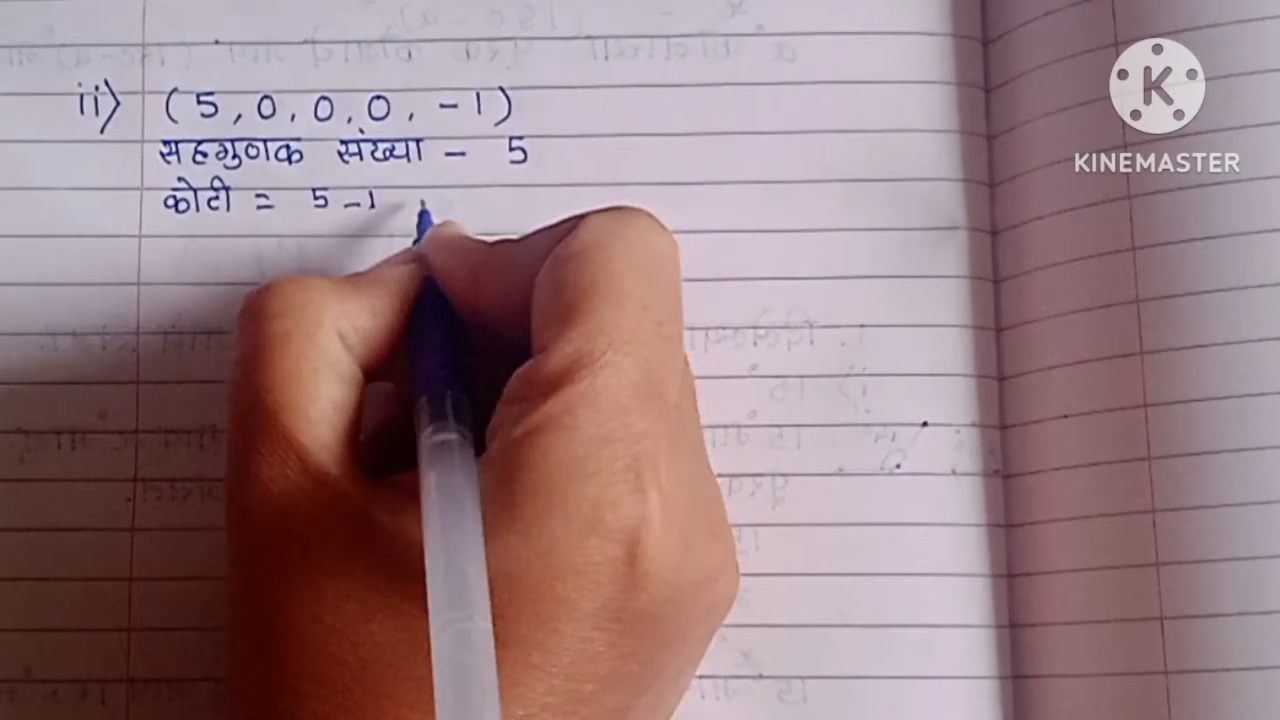 ii) (5, 0, 0, 0, -1)
सहगुणक संख्या - 5
कोटी = 5 - 1
KINEMASTER